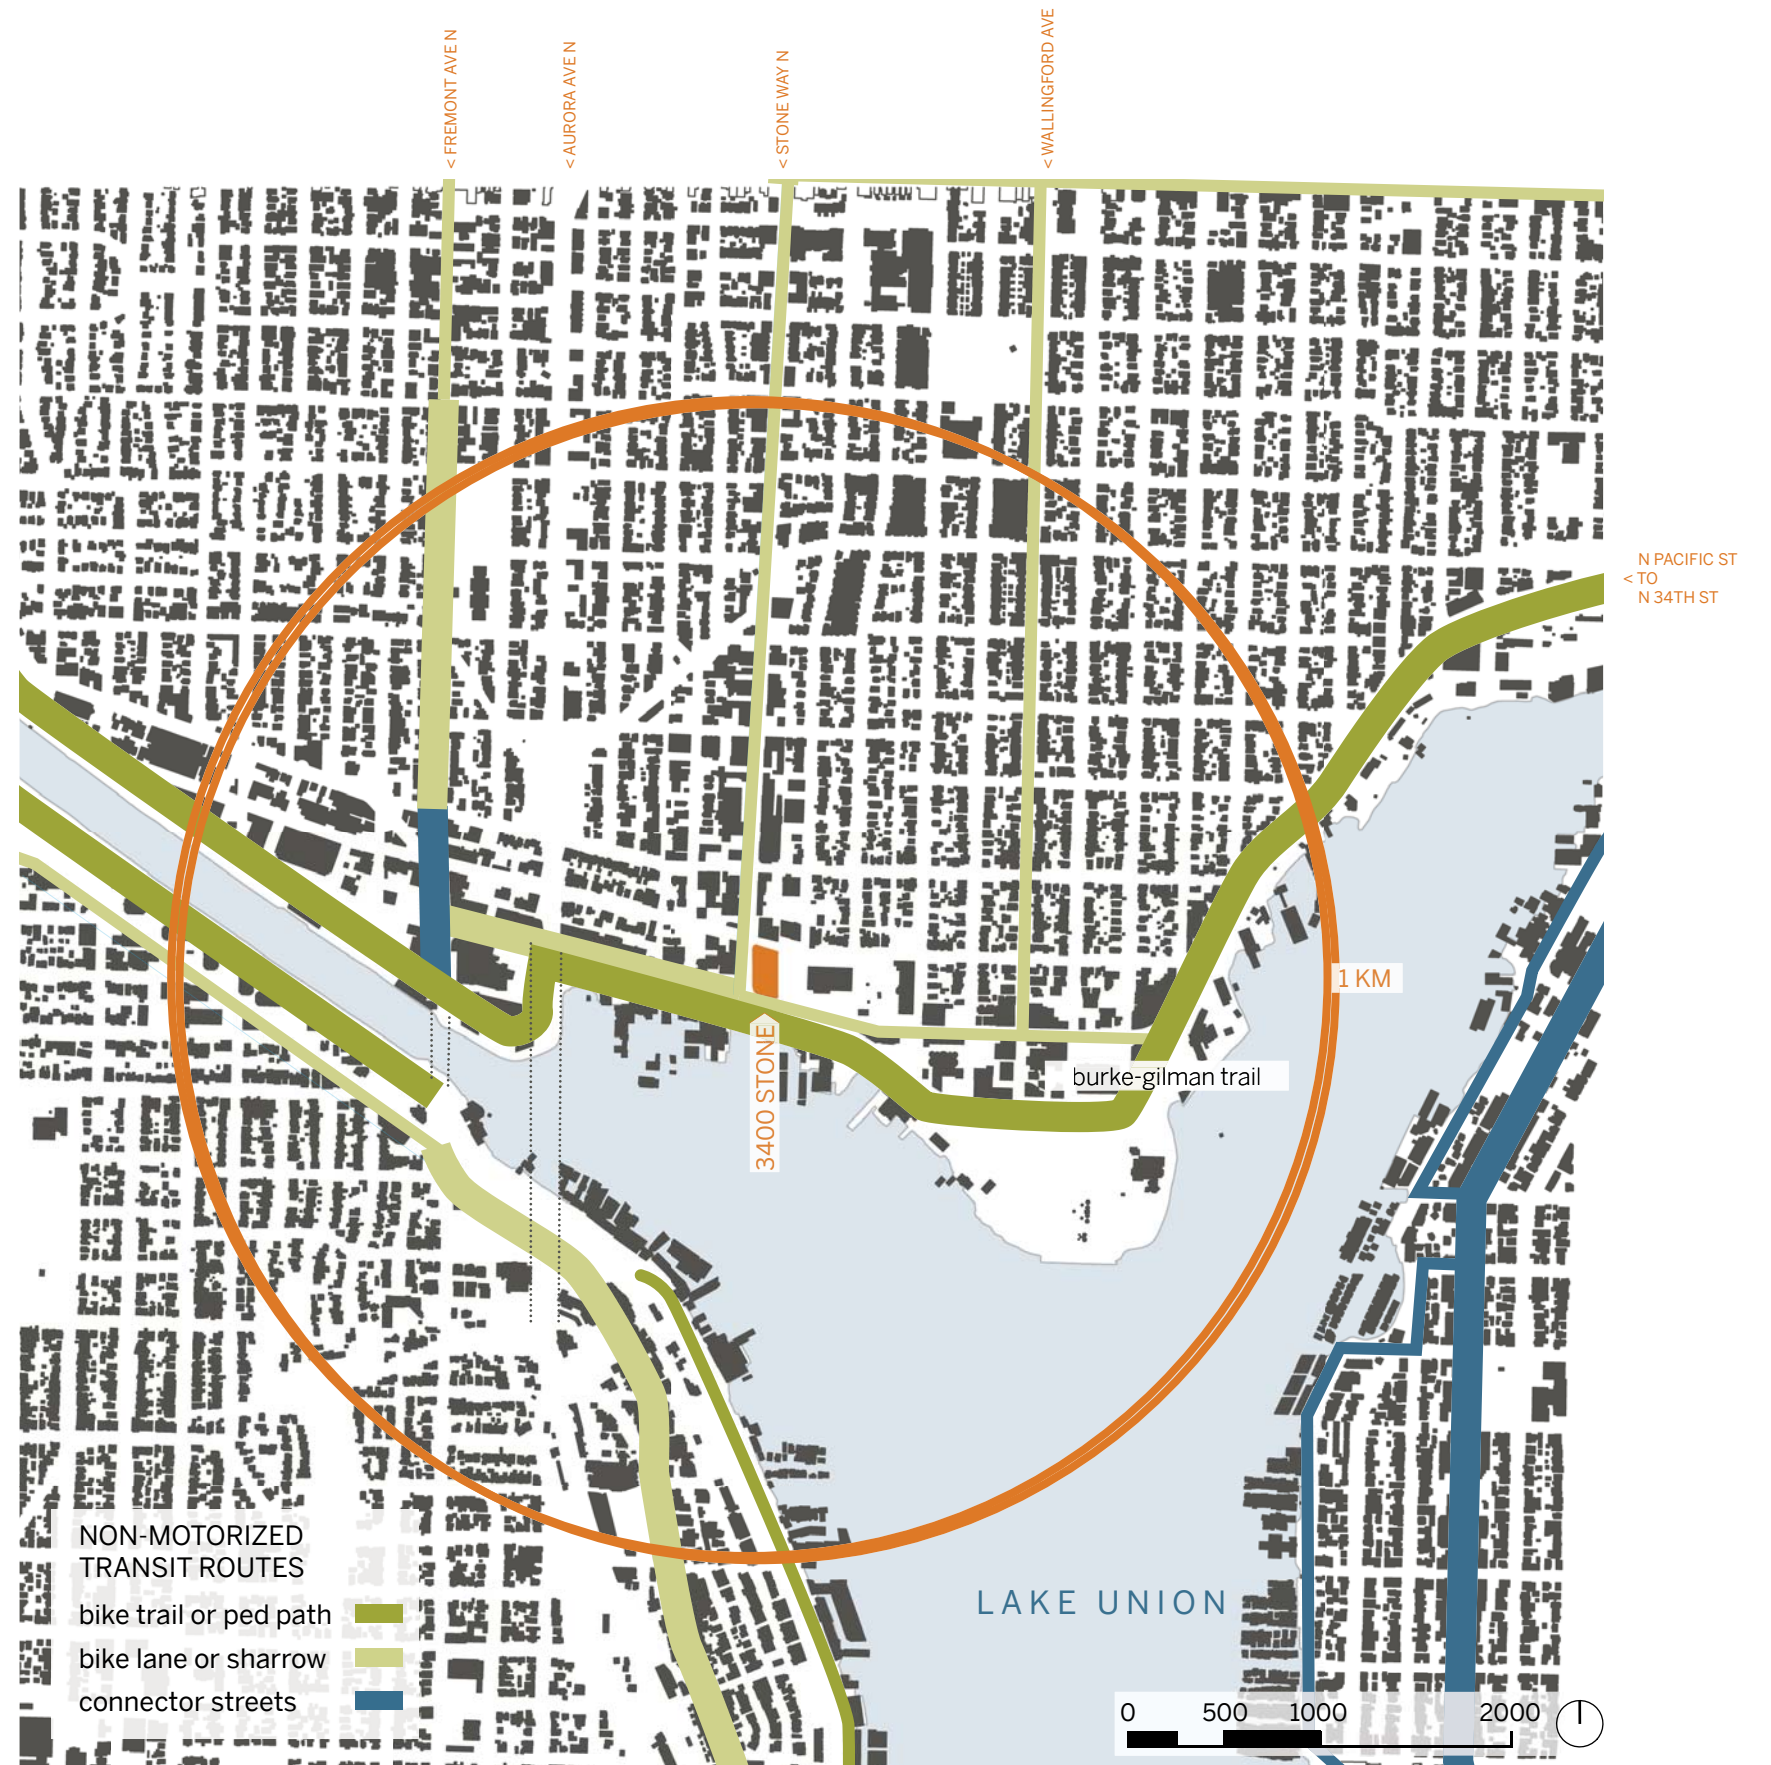 < FREMONT AVE N
< AURORA AVE N
< STONE WAY N
< WALLINGFORD AVE
N PACIFIC ST
< TO
N 34TH ST
1 KM
3400 STONE
burke-gilman trail
NON-MOTORIZED
TRANSIT ROUTES
bike trail or ped path
bike lane or sharrow
connector streets
LAKE UNION
0 500 1000 2000